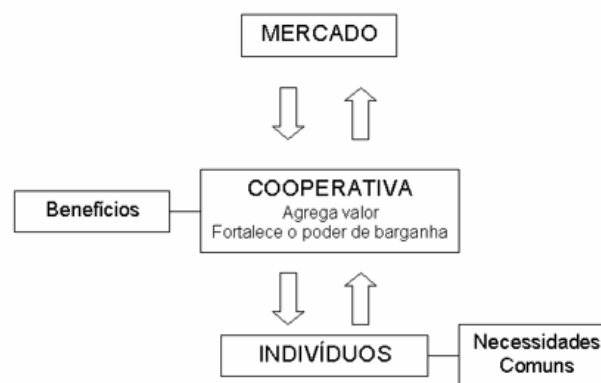 MERCADO
COOPERATIVA
Agrega valor
Fortalece o poder de barganha
Benefícios
INDIVÍDUOS
Necessidades
Comuns